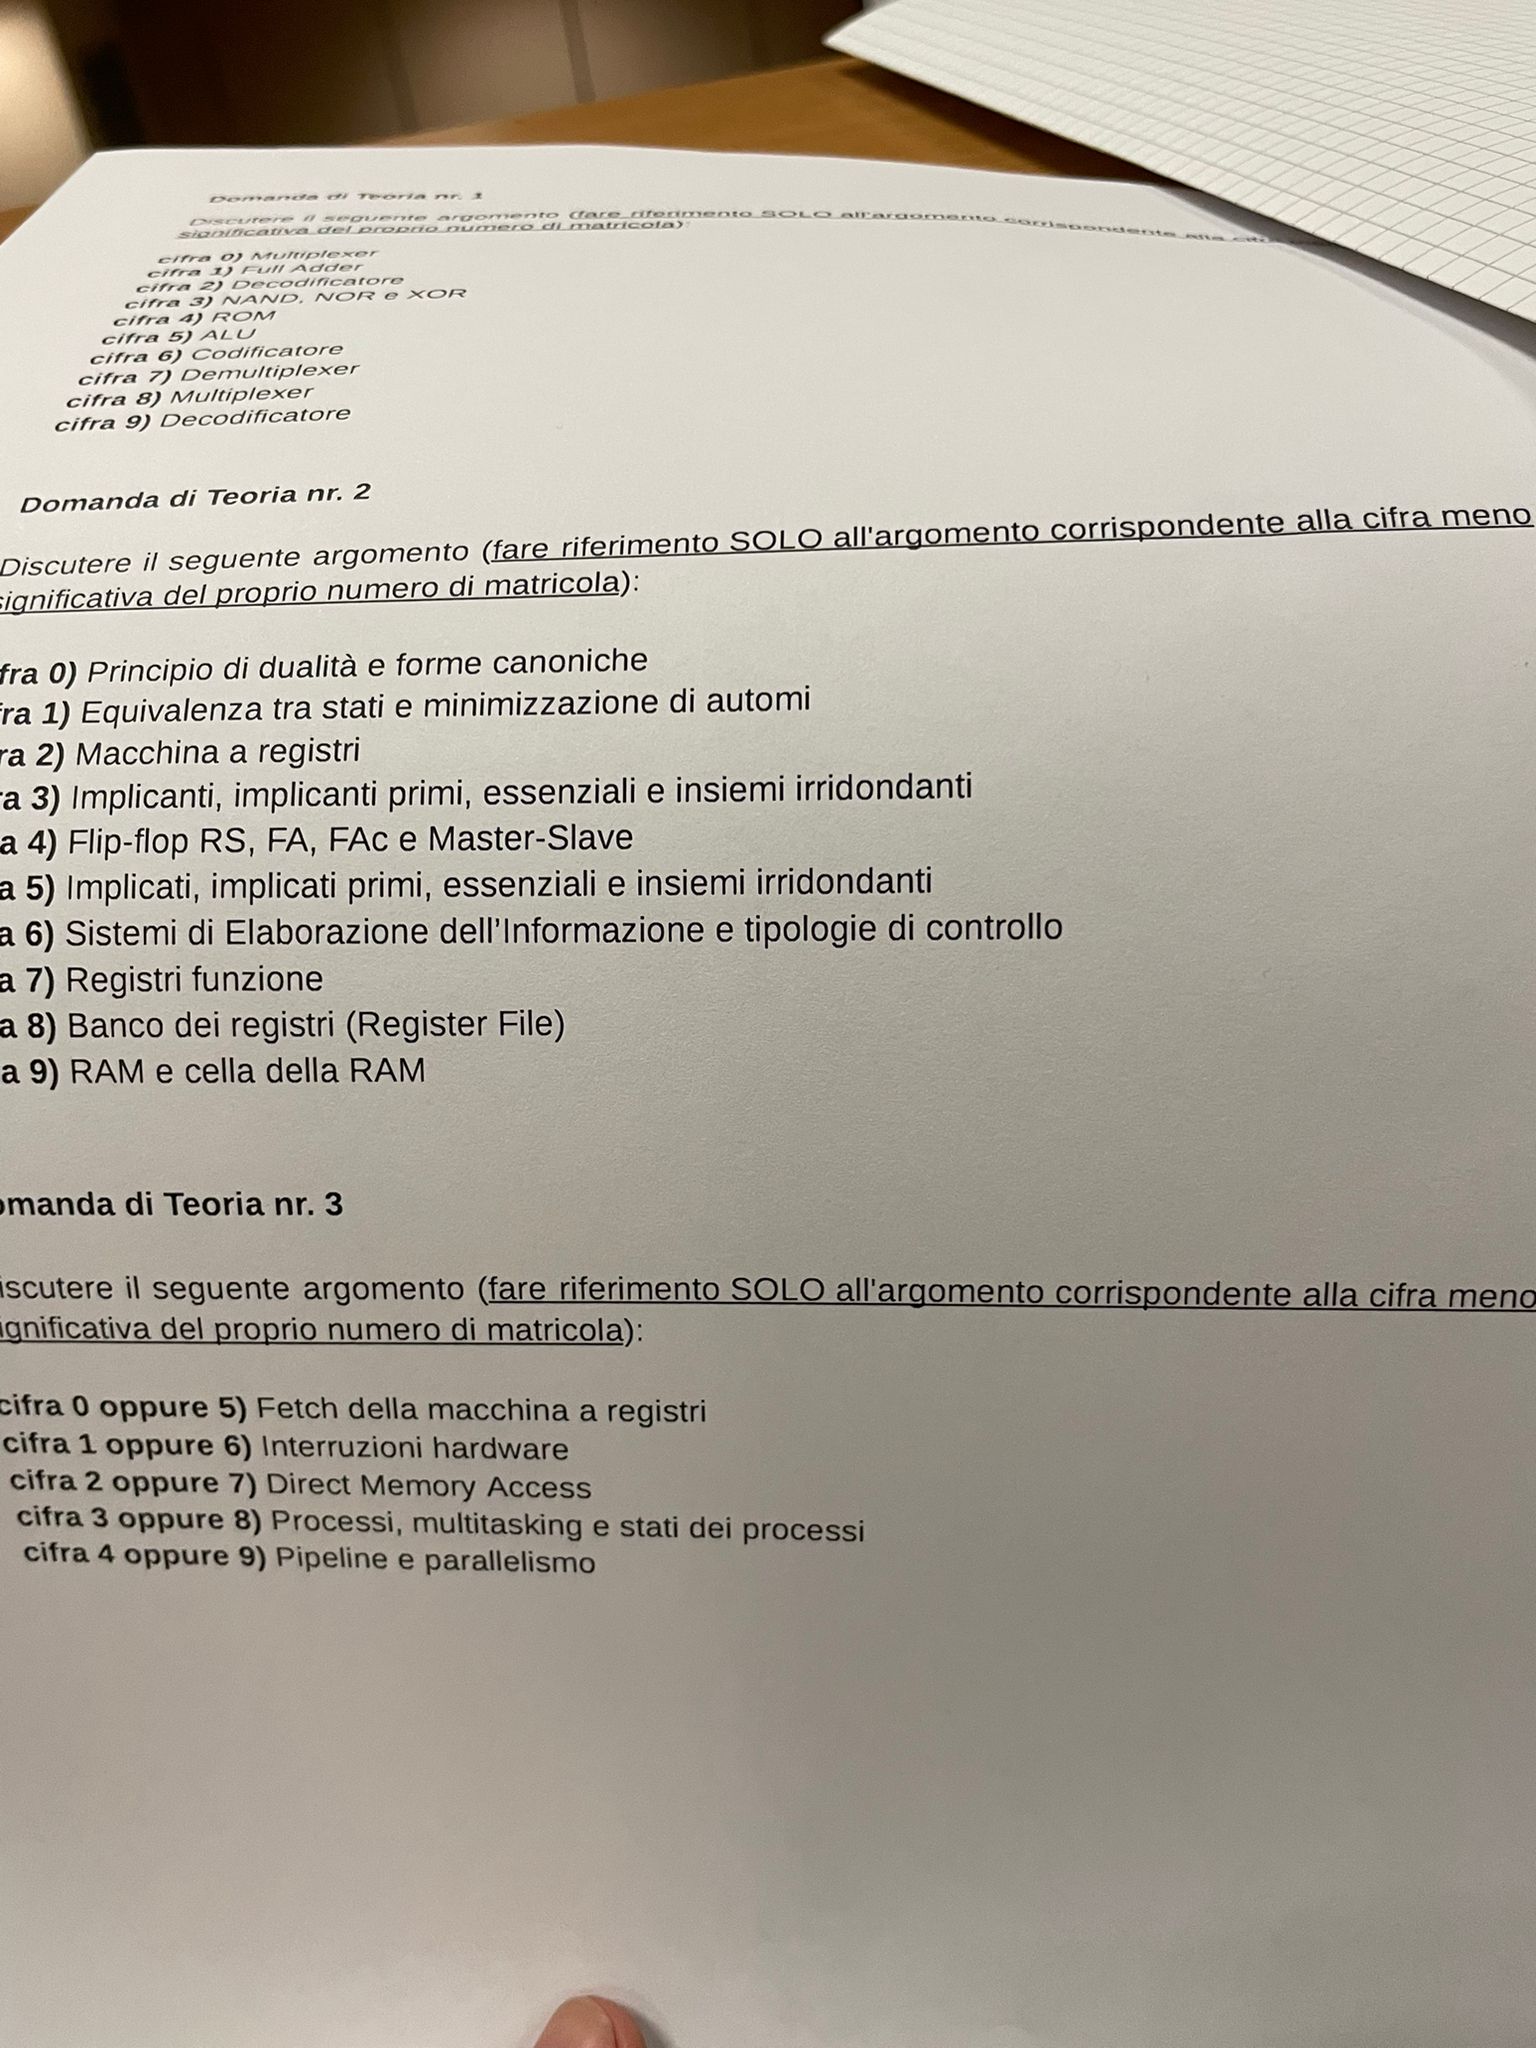 Domanda di Teoria nr. 1
Discutere il seguente argomento (fare riferimento SOLO all'argomento corrispondente alla
significativa del proprio numero di matricola):
cifra 0) Multiplexer
cifra 1) Full Adder
cifra 2) Decodificatore
cifra 3) NAND, NOR e XOR
cifra 4) ROM
cifra 5) ALU
cifra 6) Codificatore
cifra 7) Demultiplexer
cifra 8) Multiplexer
cifra 9) Decodificatore
Domanda di Teoria nr. 2
Discutere il seguente argomento (fare riferimento SOLO all'argomento corrispondente alla cifra meno
significativa del proprio numero di matricola):
fra 0) Principio di dualità e forme canoniche
fra 1) Equivalenza tra stati e minimizzazione di automi
ra 2) Macchina a registri
ra 3) Implicanti, implicanti primi, essenziali e insiemi irridondanti
a 4) Flip-flop RS, FA, FAc e Master-Slave
a 5) Implicati, implicati primi, essenziali e insiemi irridondanti
a 6) Sistemi di Elaborazione dell'Informazione e tipologie di controllo
a 7) Registri funzione
a 8) Banco dei registri (Register File)
a 9) RAM e cella della RAM
omanda di Teoria nr. 3
iscutere il seguente argomento (fare riferimento SOLO all'argomento corrispondente alla cifra meno
ignificativa del proprio numero di matricola):
cifra 0 oppure 5) Fetch della macchina a registri
cifra 1 oppure 6) Interruzioni hardware
cifra 2 oppure 7) Direct Memory Access
cifra 3 oppure 8) Processi, multitasking e stati dei processi
cifra 4 oppure 9) Pipeline e parallelismo